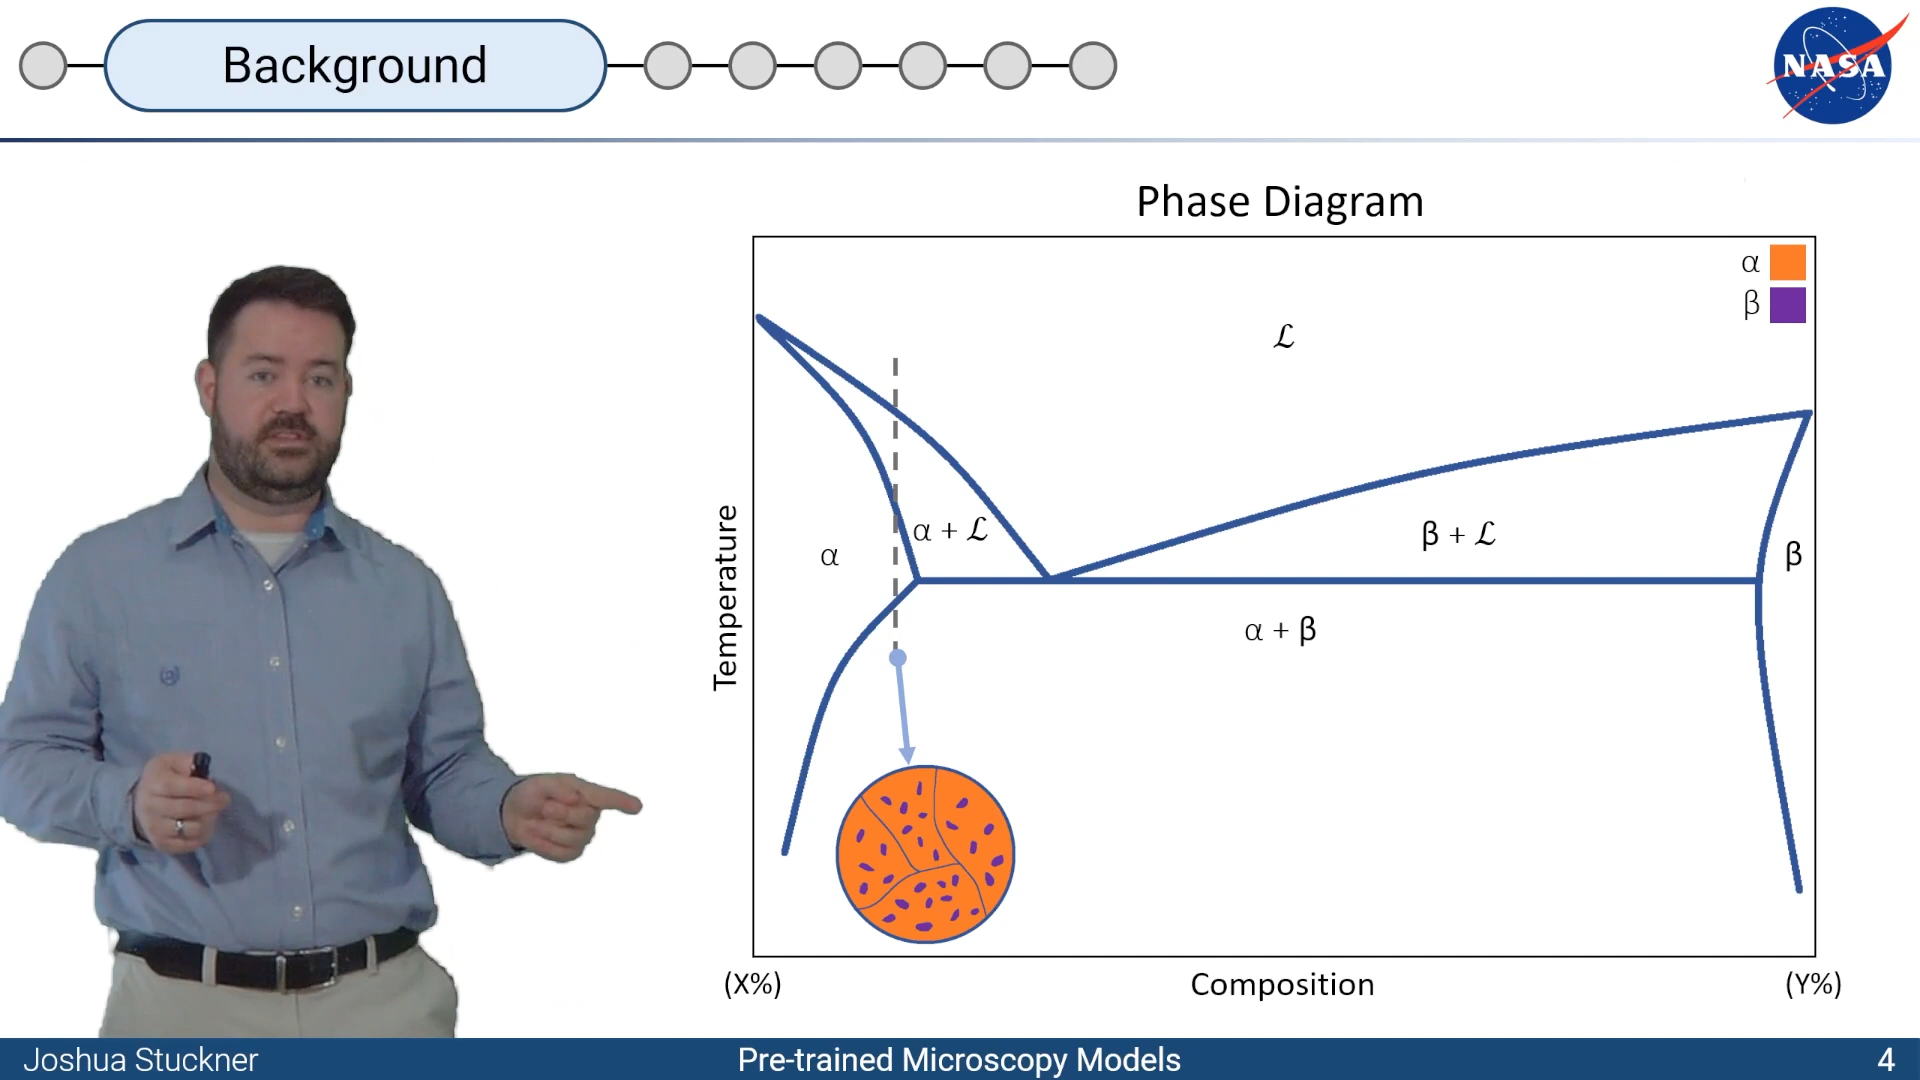 Background
NASA
Phase Diagram
α
β
ℒ
α + ℒ
β + ℒ
α
β
α + β
Temperature
(X%)
Composition
(Y%)
Joshua Stuckner
Pre-trained Microscopy Models
4